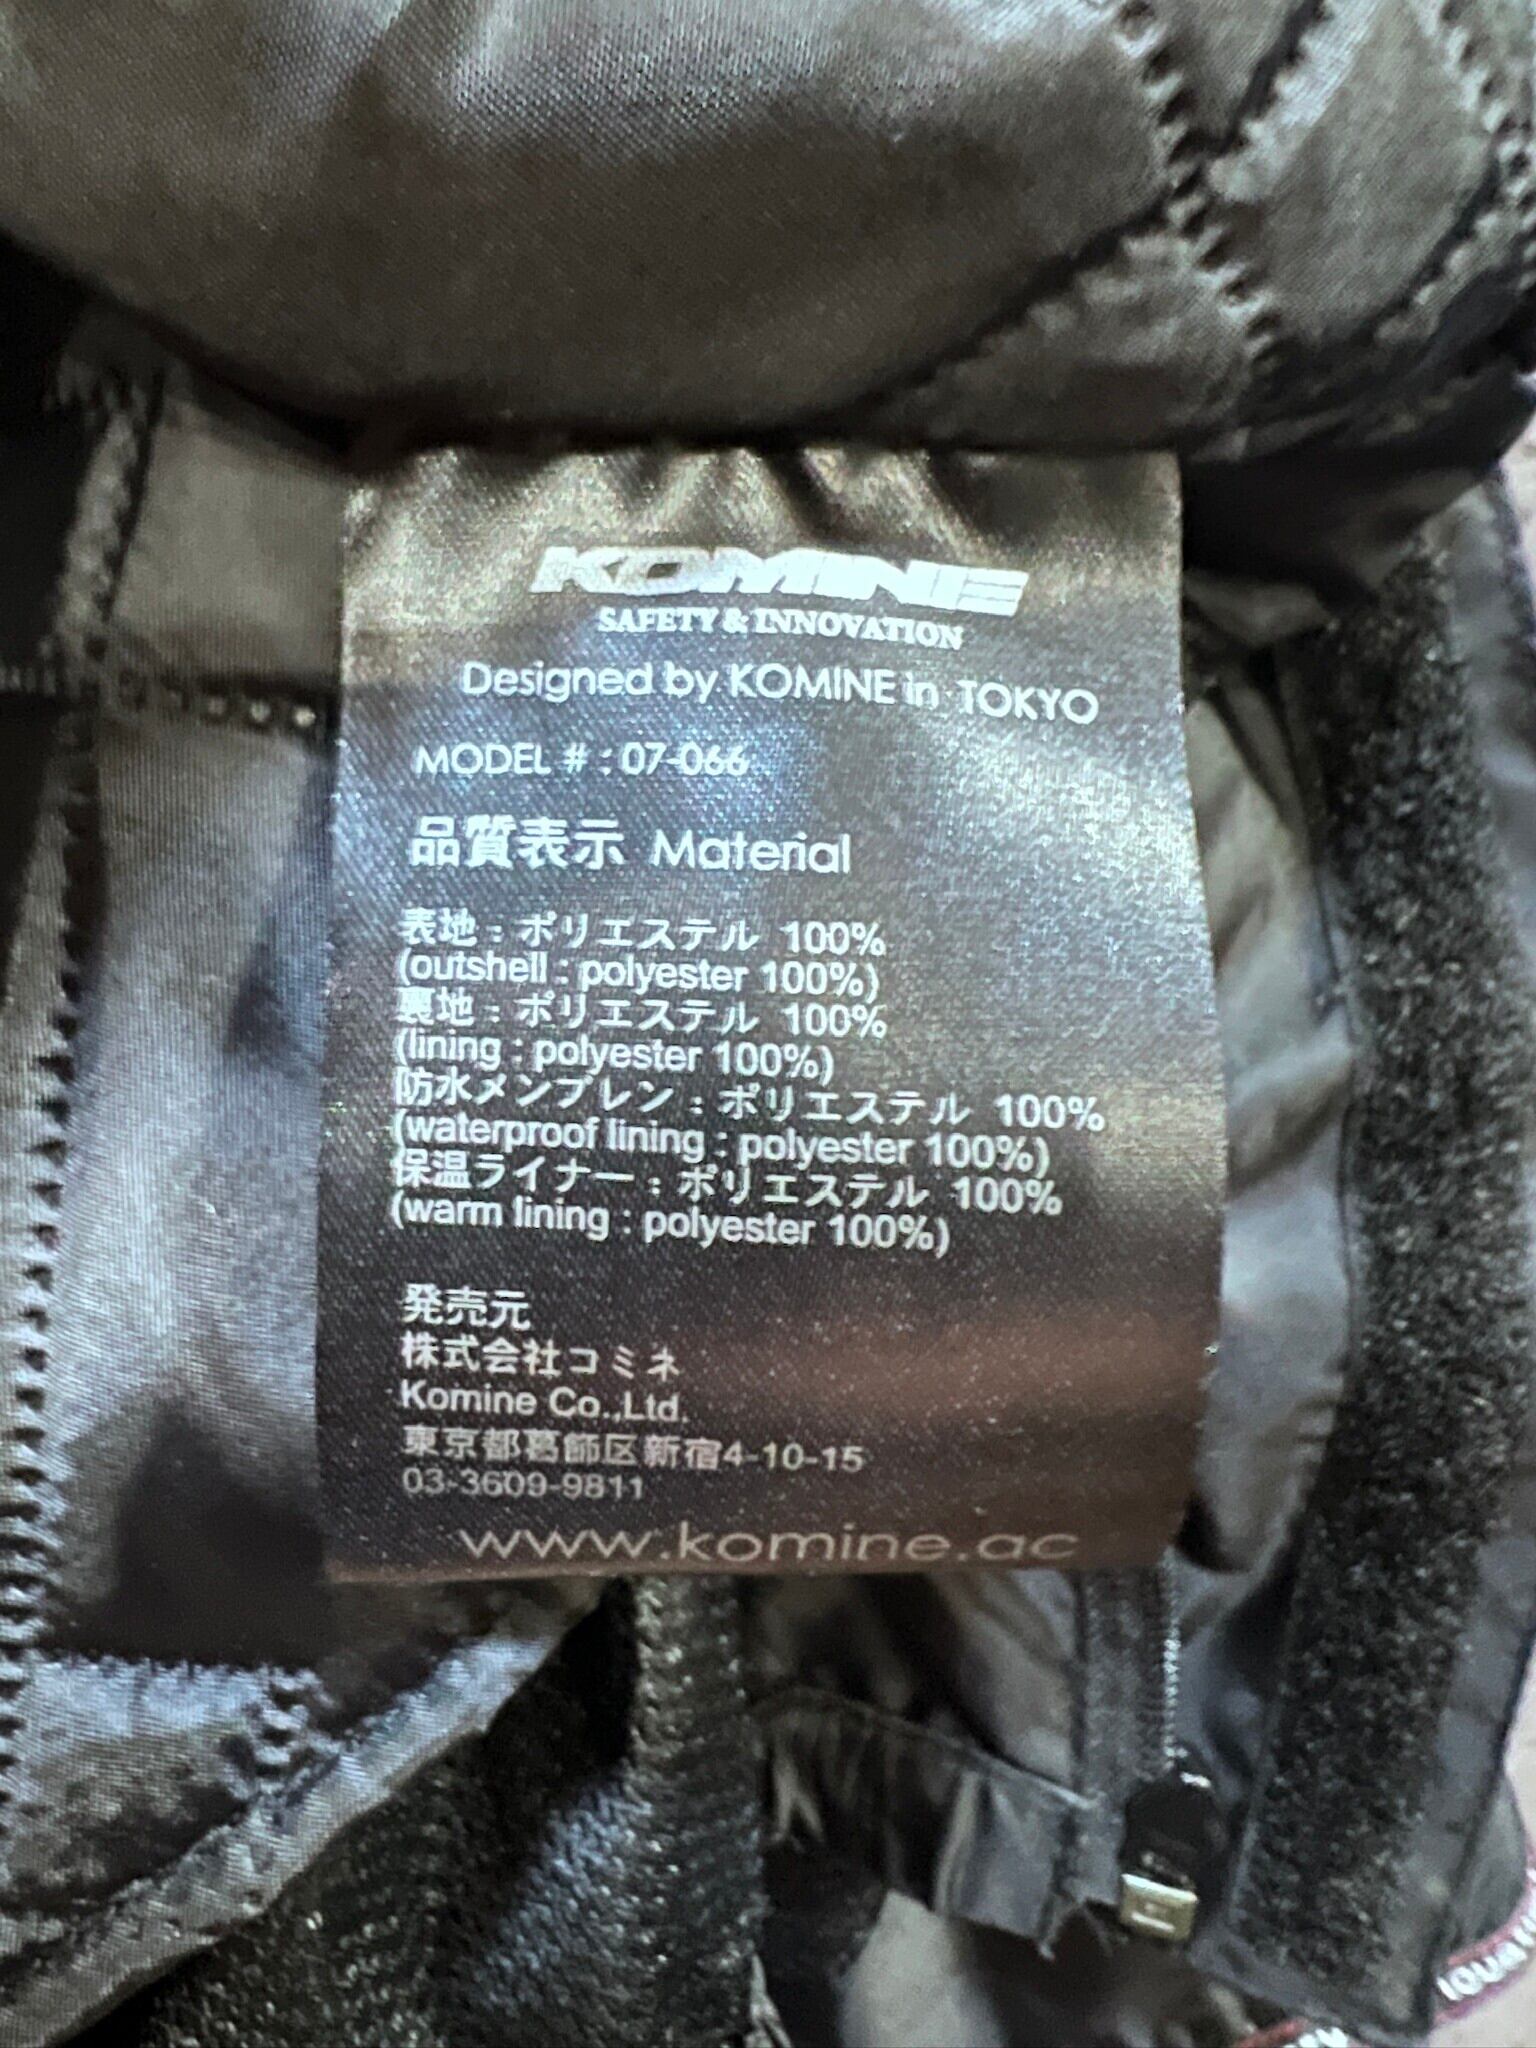 KOMINE
SAFETY & INNOVATION
Designed by KOMINE in TOKYO
MODEL # : 07-066
品質表示 Material
表地 : ポリエステル 100%
(outshell : polyester 100%)
裏地 : ポリエステル 100%
(lining : polyester 100%)
防水メンブレン : ポリエステル 100%
(waterproof lining : polyester 100%)
保温ライナー : ポリエステル 100%
(warm lining : polyester 100%)
発売元
株式会社コミネ
Komine Co.,Ltd.
東京都葛飾区新宿4-10-15
03-3609-9811
www.komine.ac